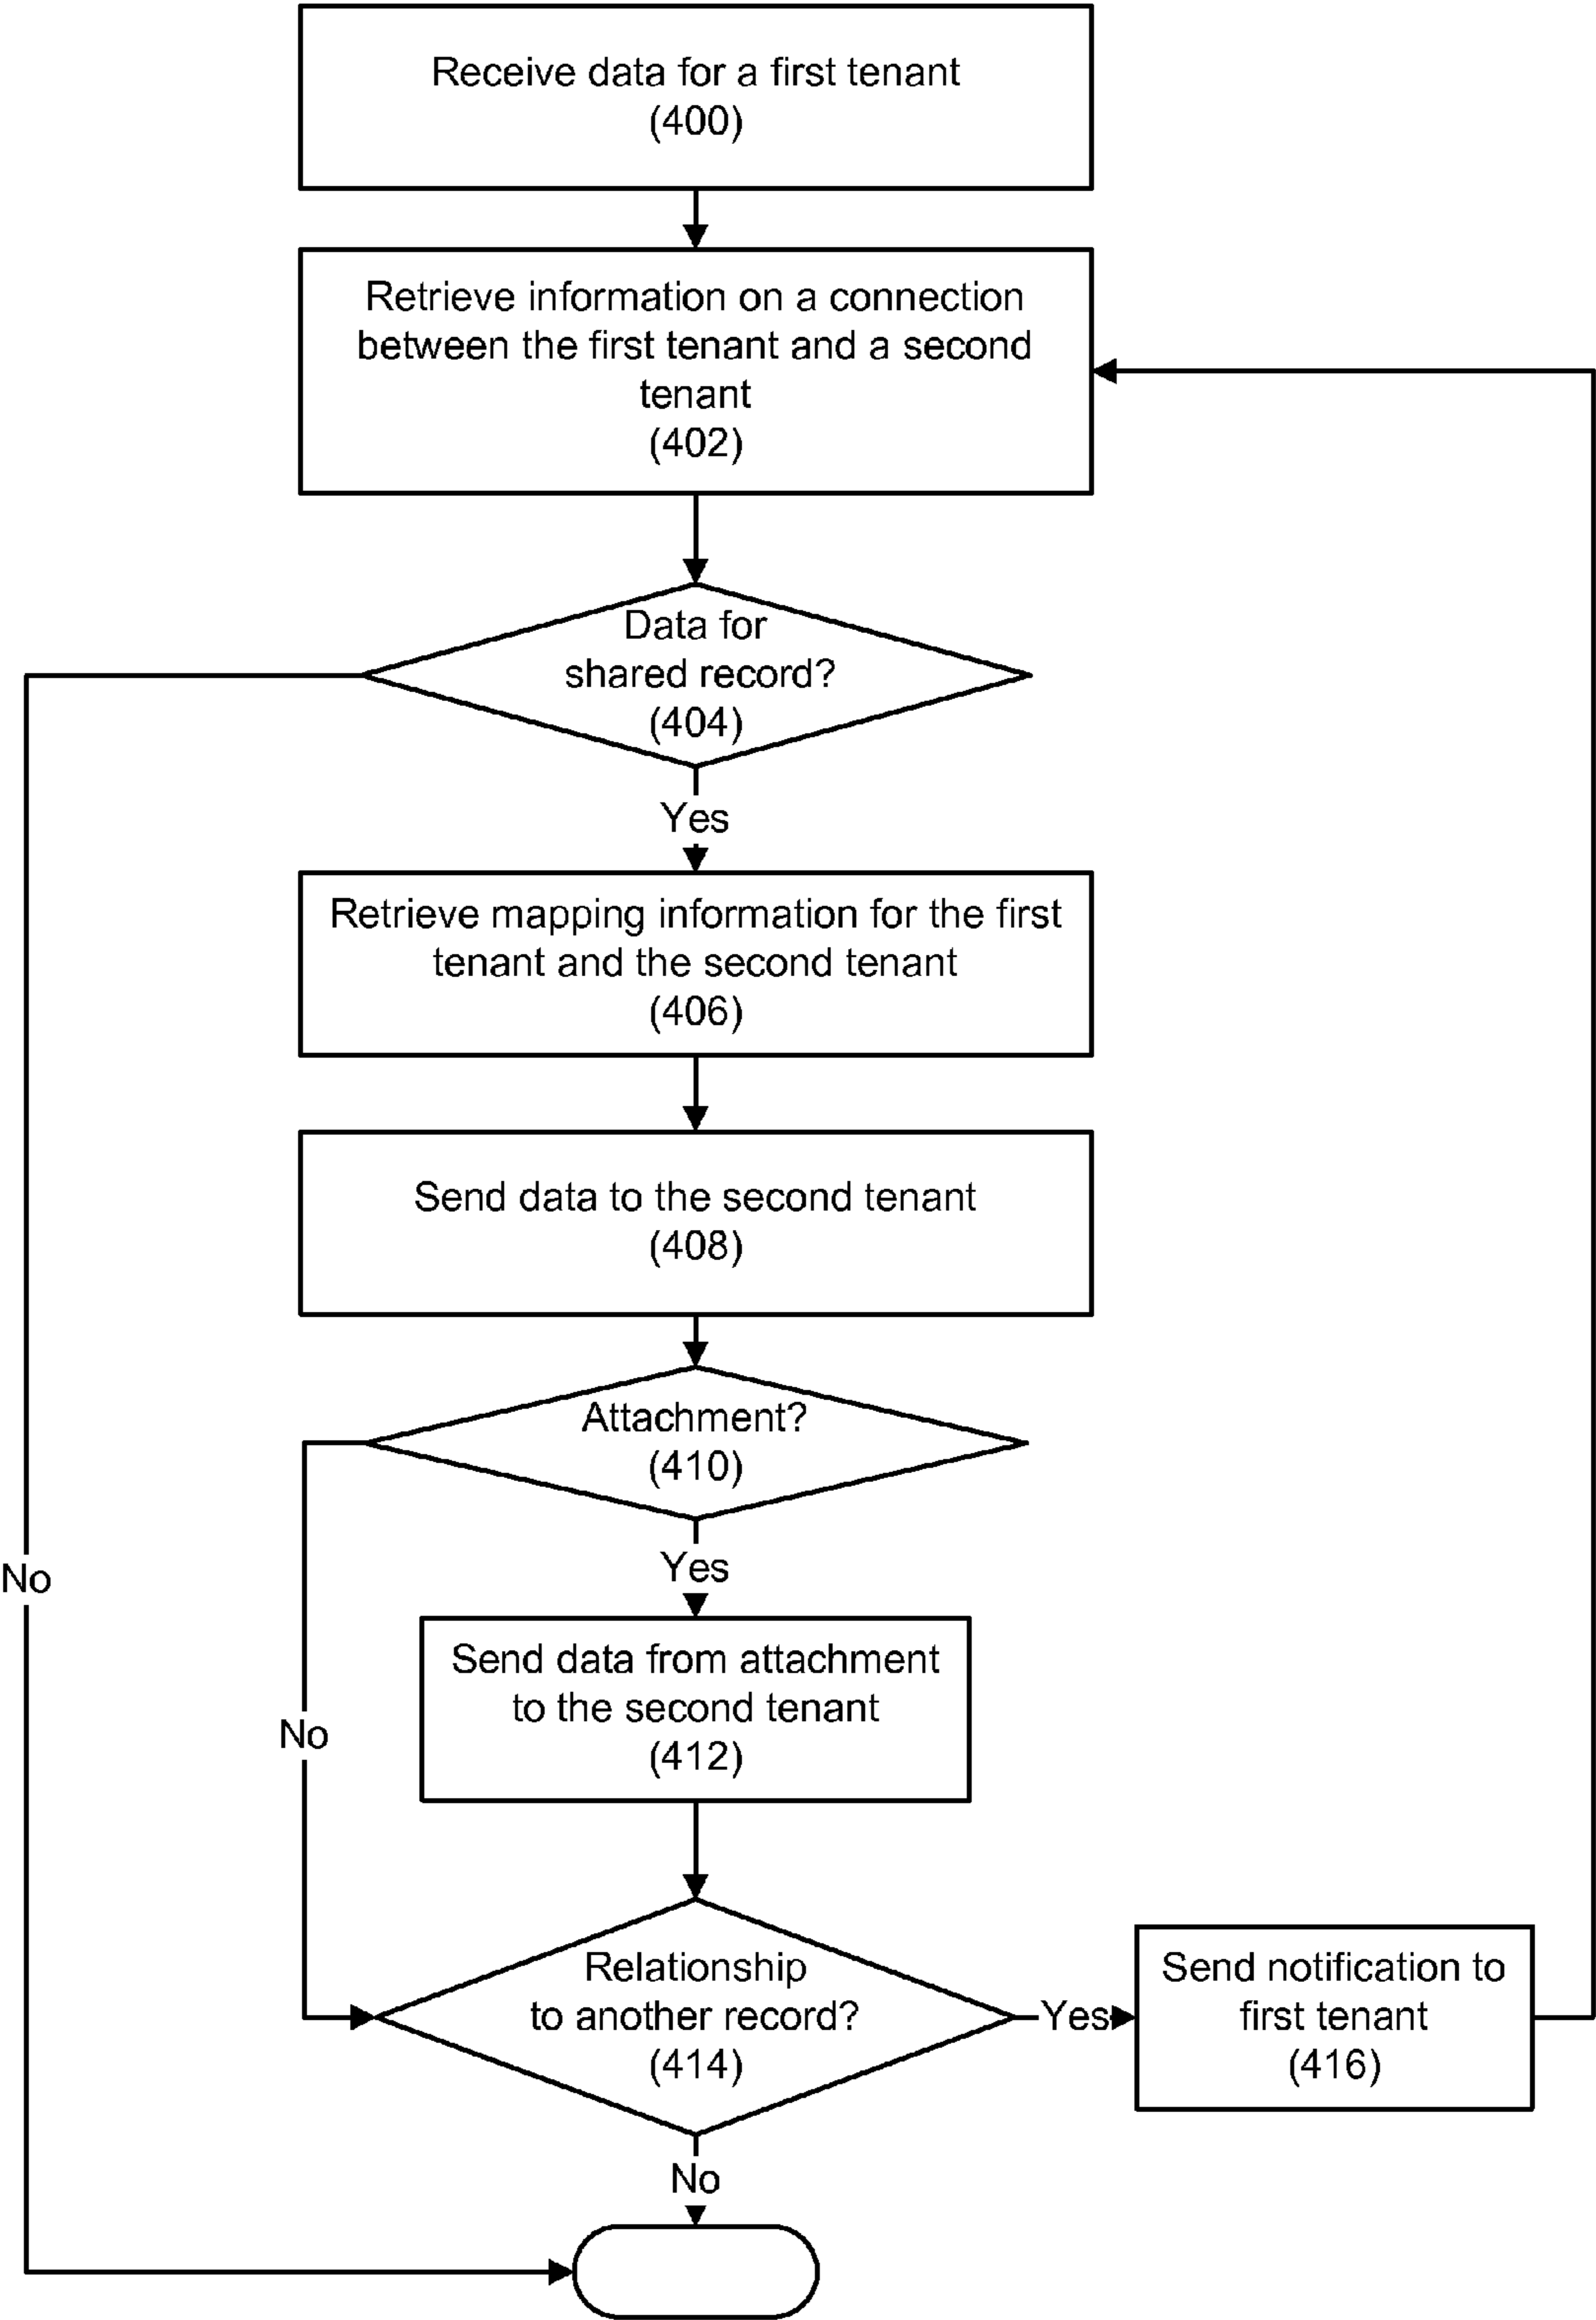 Receive data for a first tenant
(400)
Retrieve information on a connection
between the first tenant and a second
tenant
(402)
Data for
shared record?
(404)
Yes
Retrieve mapping information for the first
tenant and the second tenant
(406)
Send data to the second tenant
(408)
Attachment?
(410)
Yes
No
Send data from attachment
to the second tenant
(412)
No
Relationship
to another record?
(414)
Yes
Send notification to
first tenant
(416)
No